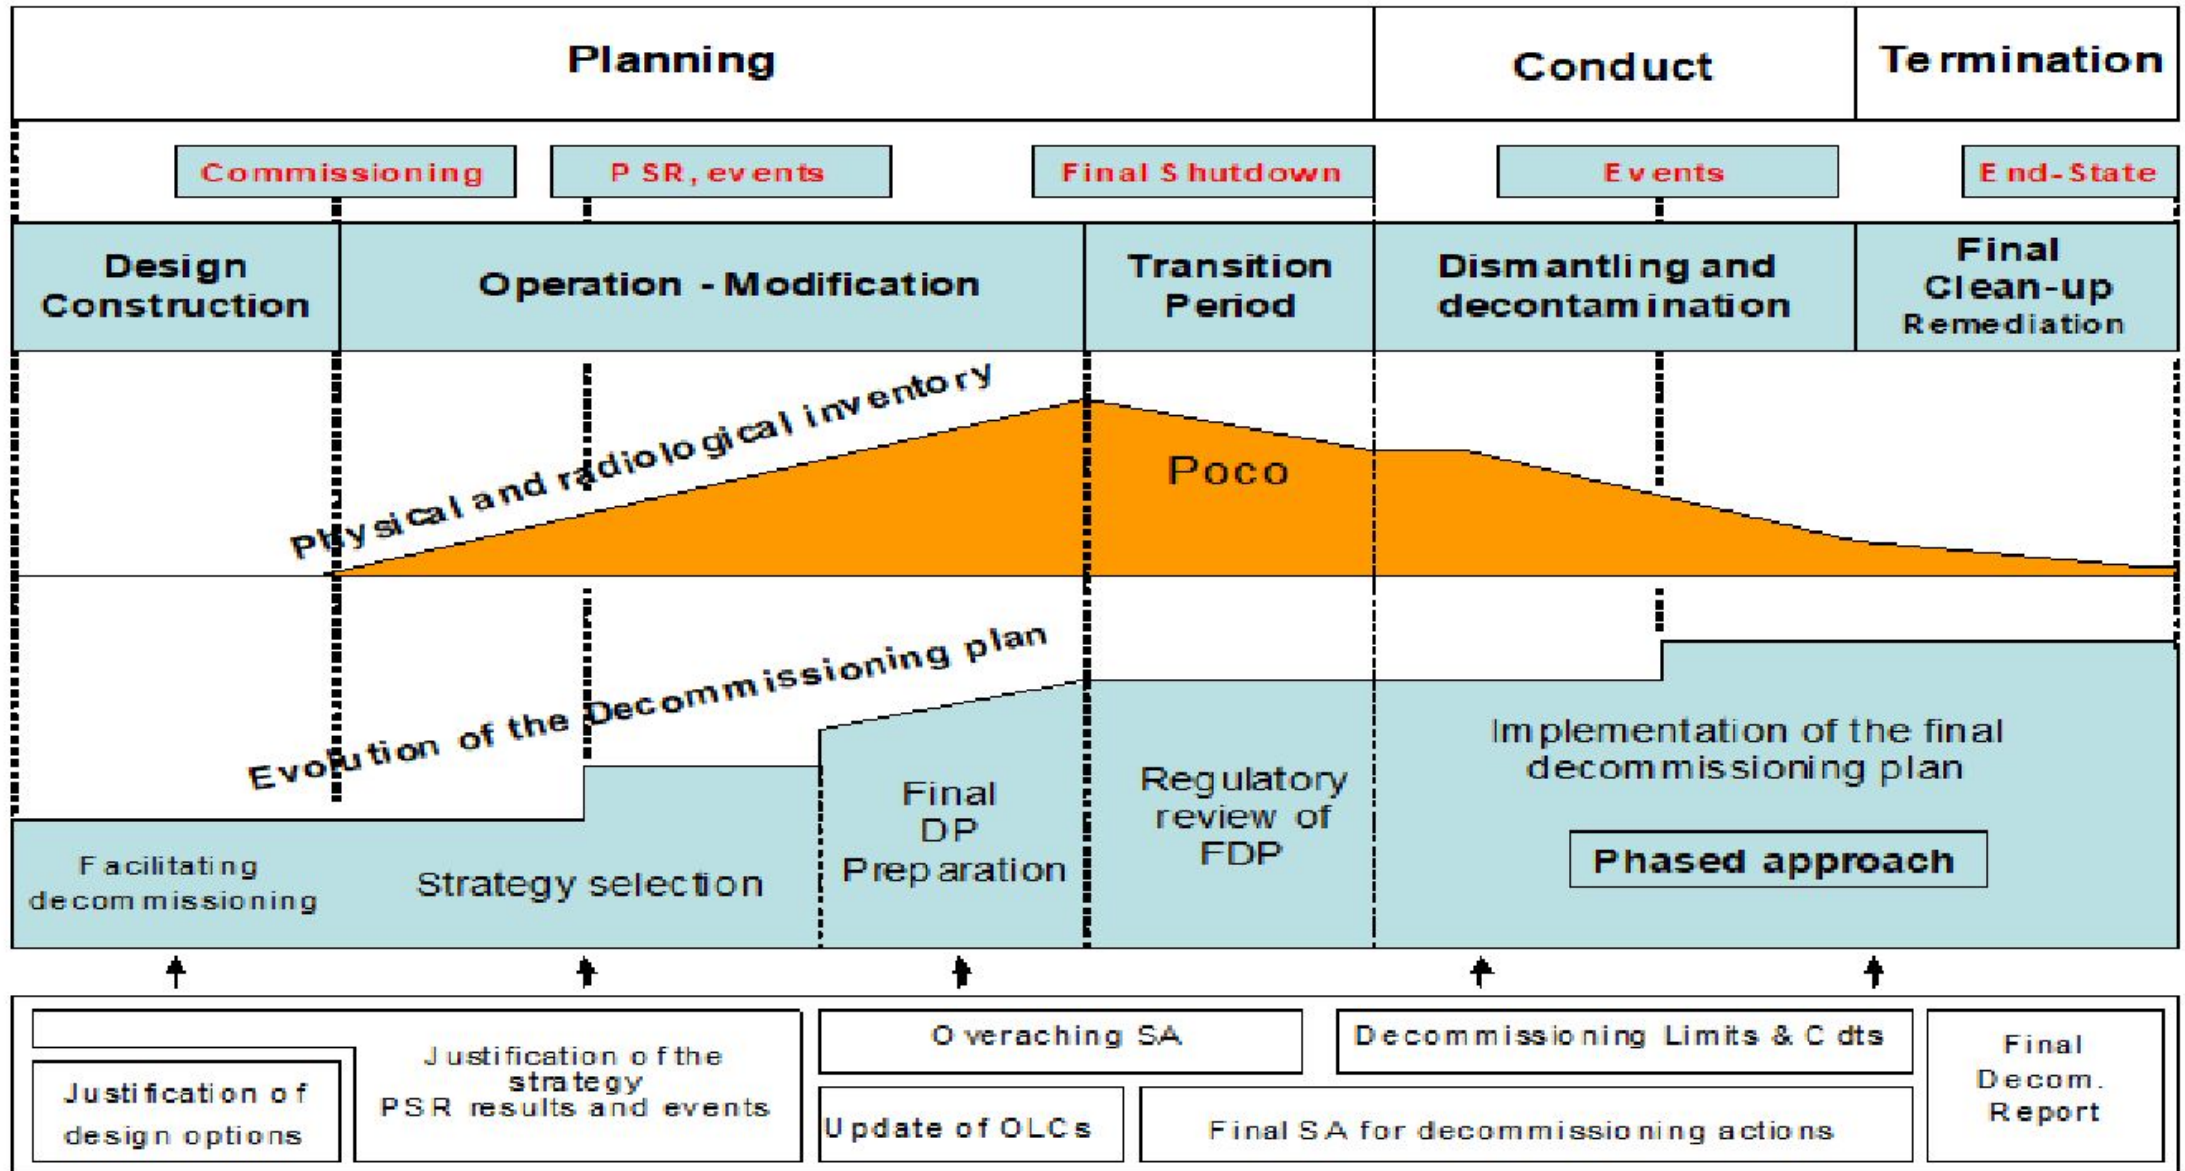 Planning
Conduct
Termination
Commissioning
PSR, events
Final Shutdown
Events
End-State
Design
Construction
Operation - Modification
Transition
Period
Dismantling and
decontamination
Final
Clean-up
Remediation
Physical and radiological inventory
Poco
Evolution of the Decommissioning plan
Facilitating
decommissioning
Strategy selection
Final
DP
Preparation
Regulatory
review of
FDP
Implementation of the final
decommissioning plan
Phased approach
Justification of
design options
Justification of the
strategy
PSR results and events
Overaching SA
Update of OLCs
Decommissioning Limits & Cdts
Final SA for decommissioning actions
Final
Decom.
Report